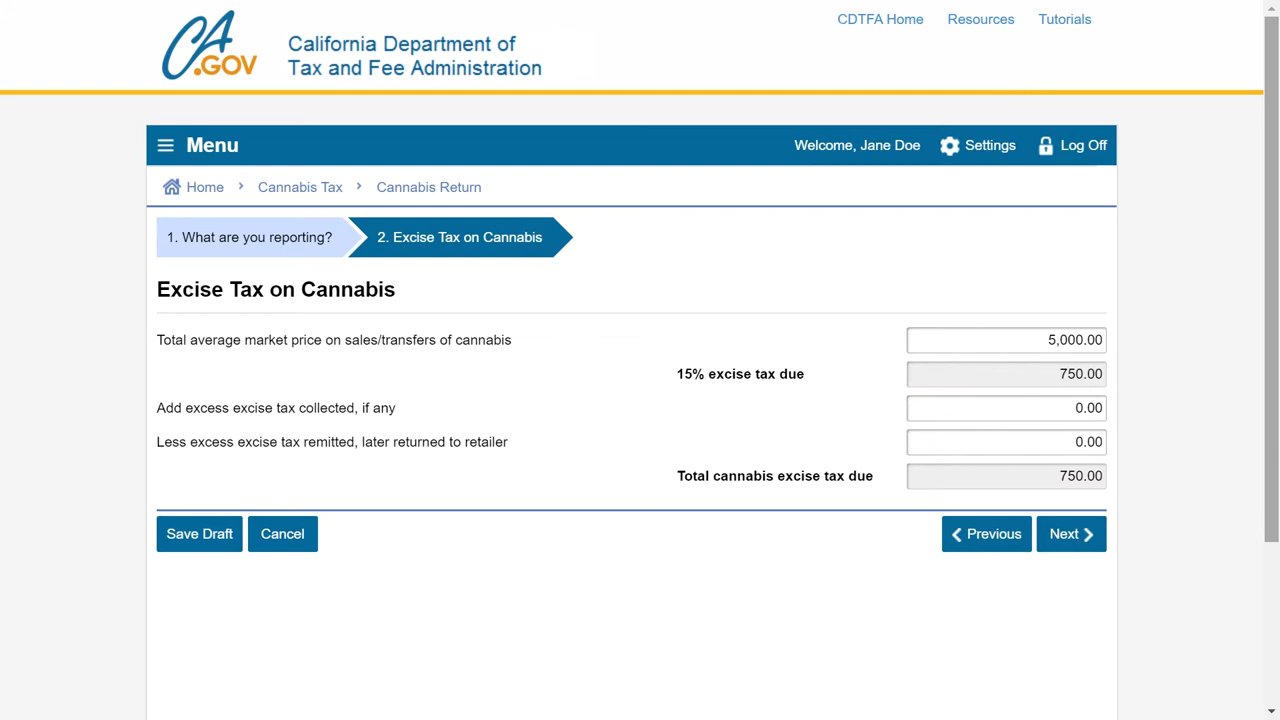 CDTFA Home Resources Tutorials
CA
.GOV
California Department of
Tax and Fee Administration
Menu
Welcome, Jane Doe Settings Log Off
Home > Cannabis Tax > Cannabis Return
1. What are you reporting? 2. Excise Tax on Cannabis
Excise Tax on Cannabis
Total average market price on sales/transfers of cannabis 5,000.00
15% excise tax due 750.00
Add excess excise tax collected, if any 0.00
Less excess excise tax remitted, later returned to retailer 0.00
Total cannabis excise tax due 750.00
Save Draft Cancel Previous Next